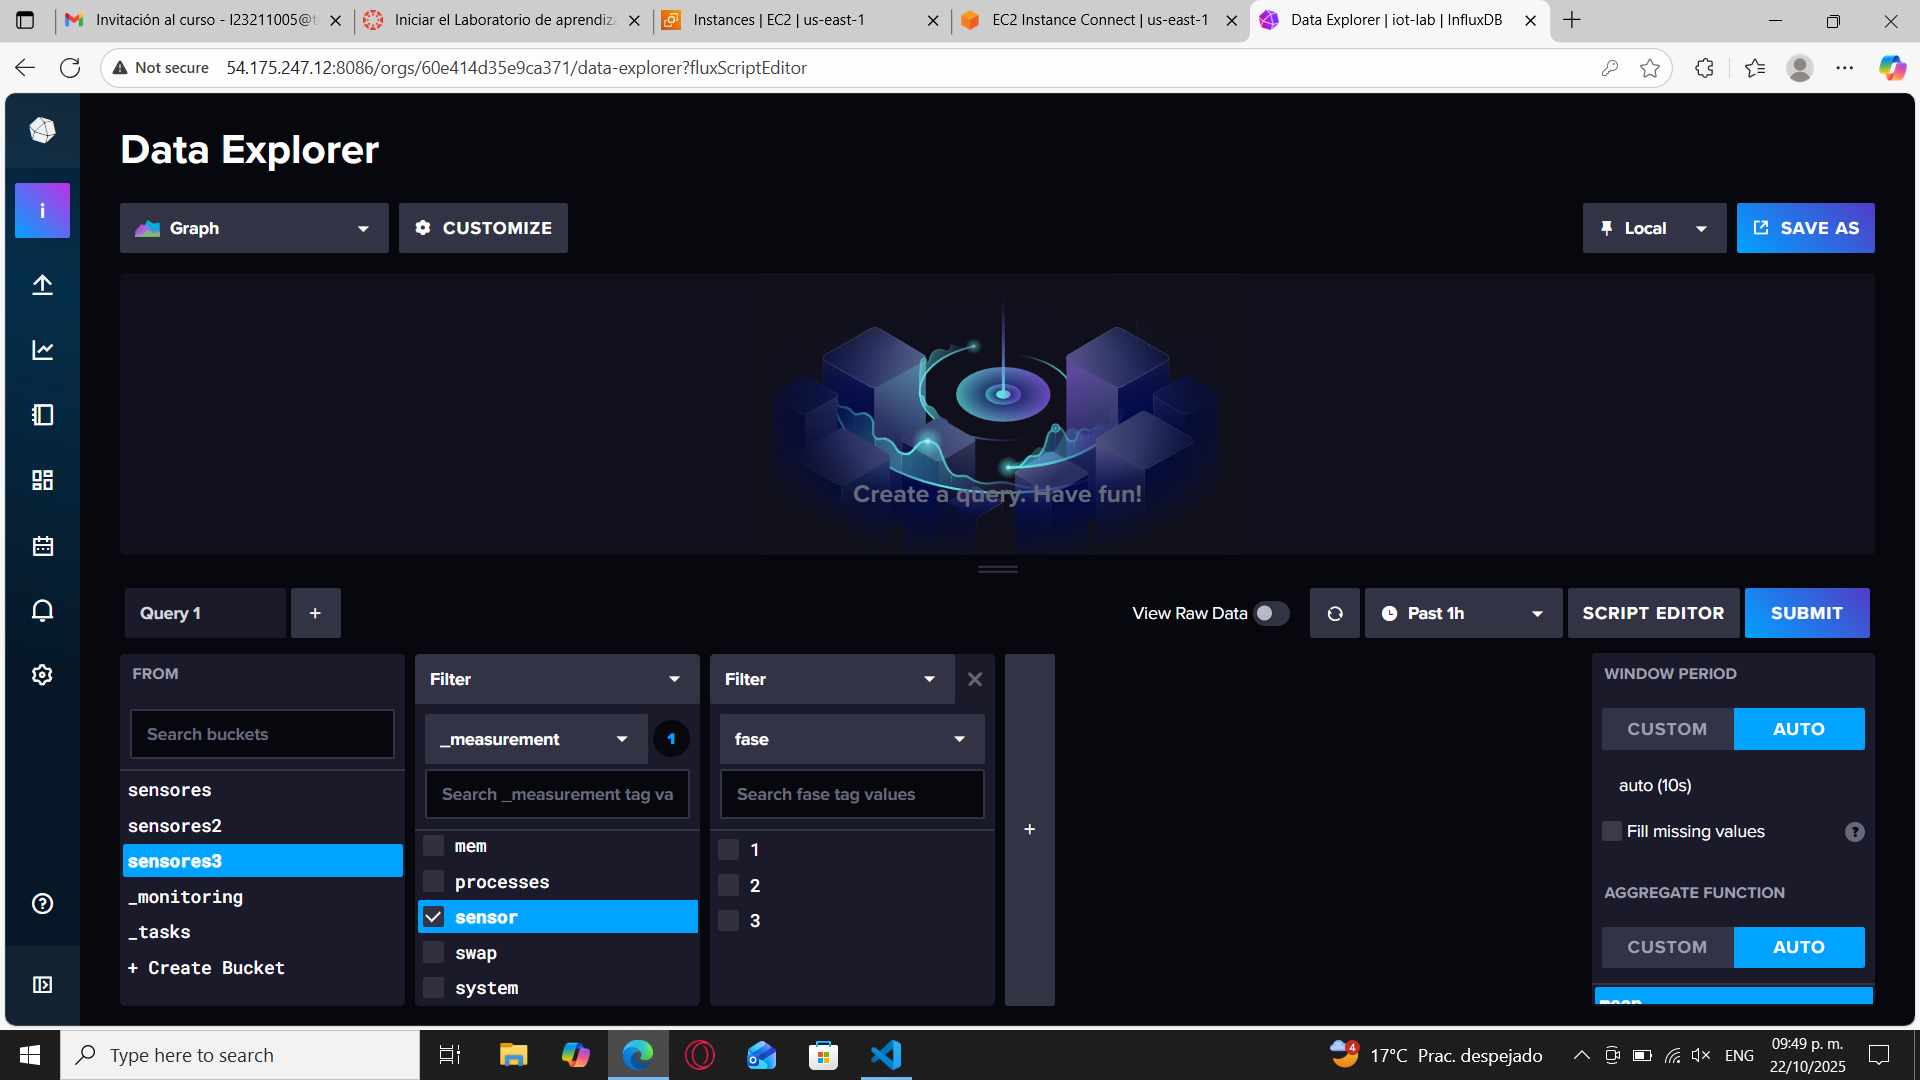 Invitación al curso - l23211005@t
Iniciar el Laboratorio de aprendiza
Instances | EC2 | us-east-1
EC2 Instance Connect | us-east-1
Data Explorer | iot-lab | InfluxDB
Not secure
54.175.247.12:8086/orgs/60e414d35e9ca371/data-explorer?fluxScriptEditor
i
Data Explorer
Graph
CUSTOMIZE
Local
SAVE AS
Create a query. Have fun!
Query 1
+
View Raw Data
Past 1h
SCRIPT EDITOR
SUBMIT
FROM
Search buckets
sensores
sensores2
sensores3
_monitoring
_tasks
+ Create Bucket
Filter
_measurement
1
Search _measurement tag va
mem
processes
sensor
swap
system
Filter
fase
Search fase tag values
1
2
3
+
WINDOW PERIOD
CUSTOM
AUTO
auto (10s)
Fill missing values
?
AGGREGATE FUNCTION
CUSTOM
AUTO
mean
Type here to search
4
17°C Prac. despejado
ENG
09:49 p. m.
22/10/2025